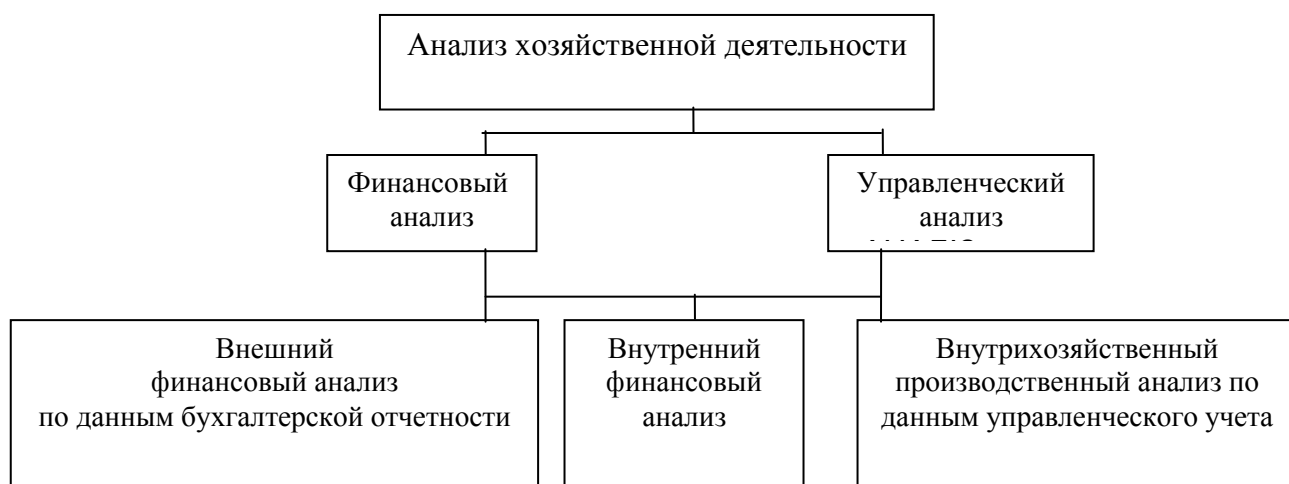 Анализ хозяйственной деятельности
Финансовый
анализ
Управленческий
анализ
Внешний
финансовый анализ
по данным бухгалтерской отчетности
Внутренний
финансовый
анализ
Внутрихозяйственный
производственный анализ по
данным управленческого учета